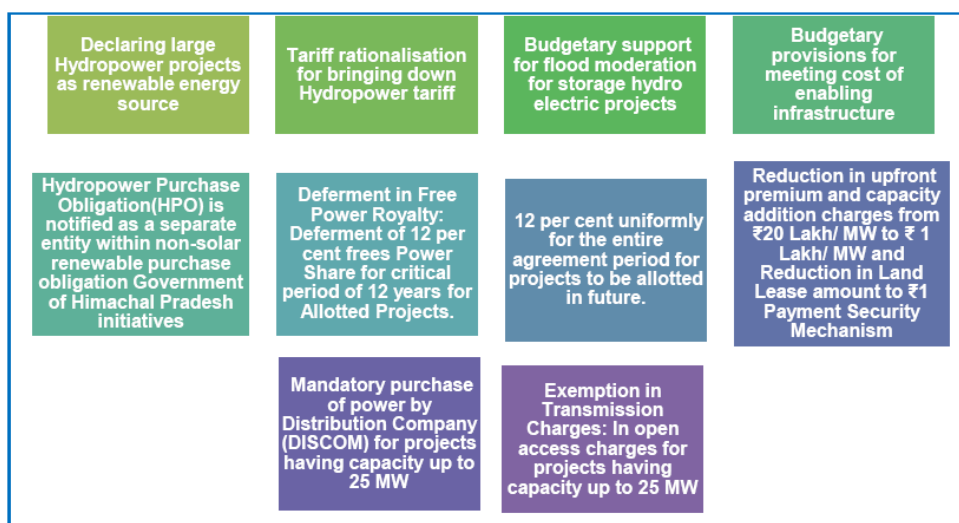 Declaring large
Hydropower projects
as renewable energy
source
Tariff rationalisation
for bringing down
Hydropower tariff
Budgetary support
for flood moderation
for storage hydro
electric projects
Budgetary
provisions for
meeting cost of
enabling
infrastructure
Hydropower Purchase
Obligation(HPO) is
notified as a separate
entity within non-solar
renewable purchase
obligation Government
of Himachal Pradesh
initiatives
Deferment in Free
Power Royalty:
Deferment of 12 per
cent frees Power
Share for critical
period of 12 years for
Allotted Projects.
12 per cent uniformly
for the entire
agreement period for
projects to be allotted
in future.
Reduction in upfront
premium and capacity
addition charges from
₹20 Lakh/ MW to ₹ 1
Lakh/ MW and
Reduction in Land
Lease amount to ₹1
Payment Security
Mechanism
Mandatory purchase
of power by
Distribution Company
(DISCOM) for projects
having capacity up to
25 MW
Exemption in
Transmission
Charges: In open
access charges for
projects having
capacity up to 25 MW